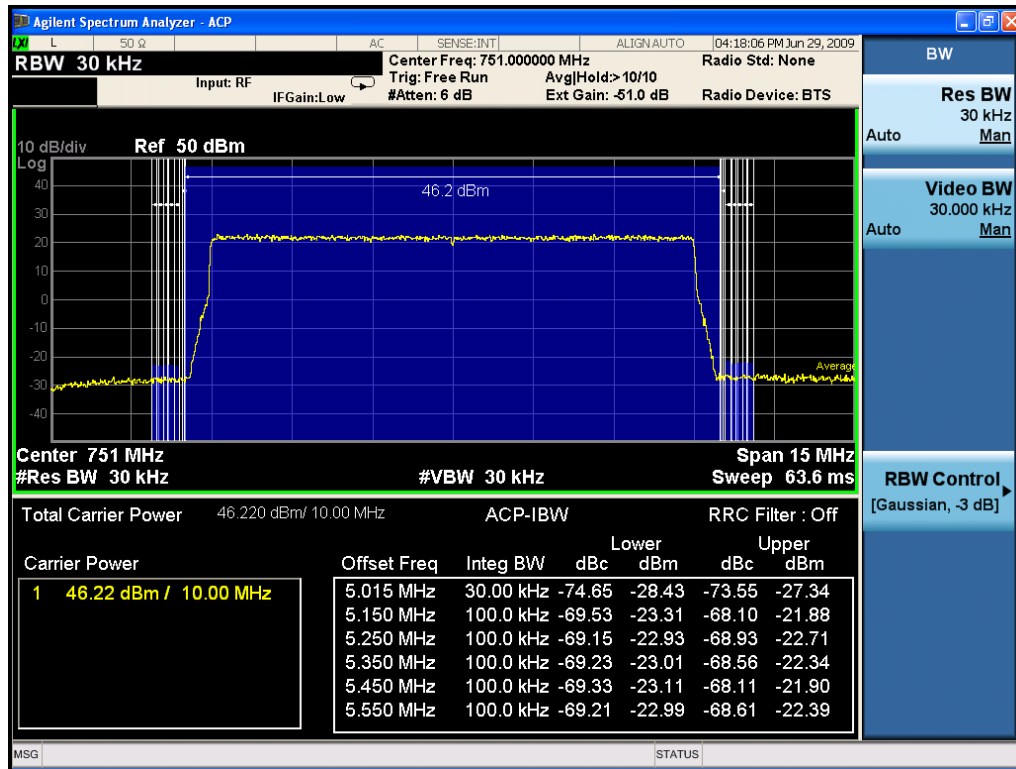 Agilent Spectrum Analyzer - ACP
LXI L 50 Ω AC SENSE:INT ALIGN AUTO 04:18:06 PM Jun 29, 2009
RBW 30 kHz Center Freq: 751.000000 MHz Radio Std: None
Input: RF Trig: Free Run Avg|Hold:>10/10
IFGain:Low #Atten: 6 dB Ext Gain: -51.0 dB Radio Device: BTS
10 dB/div Ref 50 dBm
Log
40
46.2 dBm
30
20
10
0
-10
-20
Average
-30
-40
Center 751 MHz Span 15 MHz
#Res BW 30 kHz #VBW 30 kHz Sweep 63.6 ms
Total Carrier Power 46.220 dBm/ 10.00 MHz ACP-IBW RRC Filter : Off
Lower Upper
Carrier Power Offset Freq Integ BW dBc dBm dBc dBm
1 46.22 dBm / 10.00 MHz
5.015 MHz 30.00 kHz -74.65 -28.43 -73.55 -27.34
5.150 MHz 100.0 kHz -69.53 -23.31 -68.10 -21.88
5.250 MHz 100.0 kHz -69.15 -22.93 -68.93 -22.71
5.350 MHz 100.0 kHz -69.23 -23.01 -68.56 -22.34
5.450 MHz 100.0 kHz -69.33 -23.11 -68.11 -21.90
5.550 MHz 100.0 kHz -69.21 -22.99 -68.61 -22.39
MSG STATUS
BW
Res BW
30 kHz
Auto Man
Video BW
30.000 kHz
Auto Man
RBW Control
[Gaussian, -3 dB]